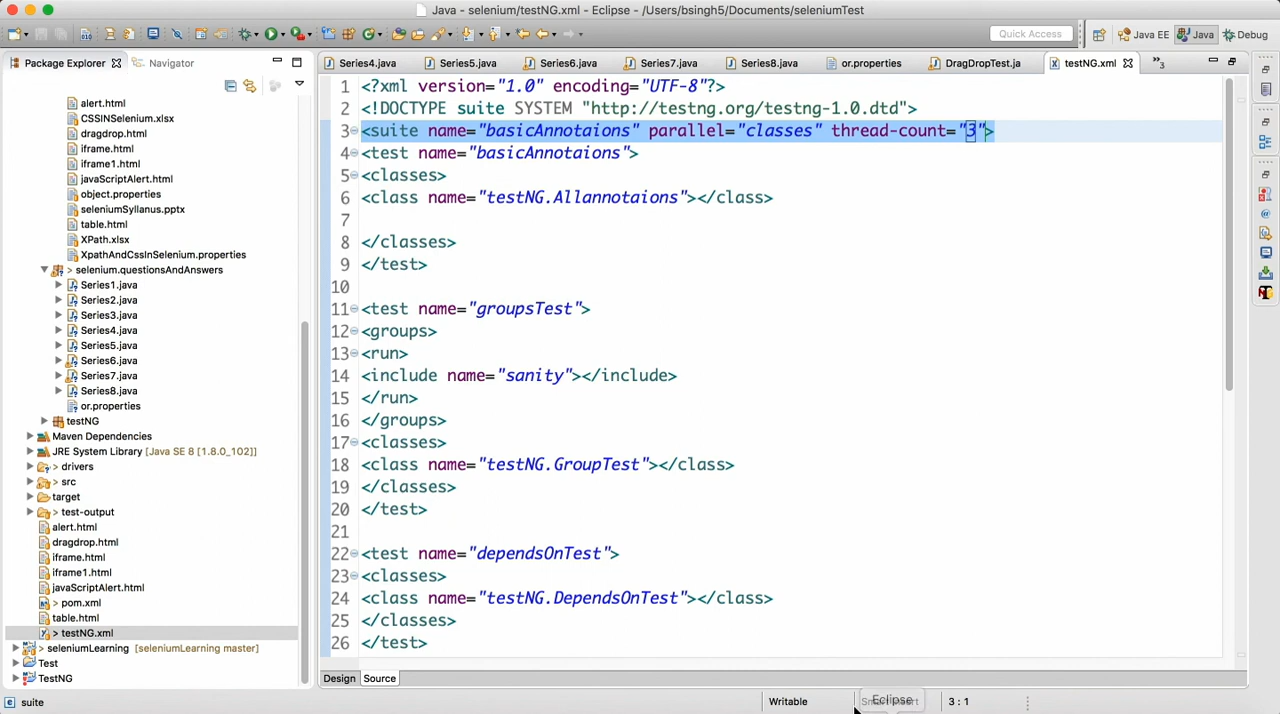 Java - selenium/testNG.xml - Eclipse - /Users/bsingh5/Documents/seleniumTest
Quick Access
Java EE
Java
Debug
Package Explorer
Navigator
Series4.java
Series5.java
Series6.java
Series7.java
Series8.java
or.properties
DragDropTest.ja
testNG.xml
»3
alert.html
CSSINSelenium.xlsx
dragdrop.html
iframe.html
iframe1.html
javaScriptAlert.html
object.properties
seleniumSyllanus.pptx
table.html
XPath.xlsx
XpathAndCssInSelenium.properties
> selenium.questionsAndAnswers
Series1.java
Series2.java
Series3.java
Series4.java
Series5.java
Series6.java
Series7.java
Series8.java
or.properties
testNG
Maven Dependencies
JRE System Library [Java SE 8 [1.8.0_102]]
> drivers
> src
target
> test-output
alert.html
dragdrop.html
iframe.html
iframe1.html
javaScriptAlert.html
> pom.xml
table.html
> testNG.xml
> seleniumLearning [seleniumLearning master]
Test
TestNG
1 <?xml version="1.0" encoding="UTF-8"?>
2 <!DOCTYPE suite SYSTEM "http://testng.org/testng-1.0.dtd">
3 <suite name="basicAnnotaions" parallel="classes" thread-count="3">
4 <test name="basicAnnotaions">
5 <classes>
6 <class name="testNG.Allannotaions"></class>
7
8 </classes>
9 </test>
10
11 <test name="groupsTest">
12 <groups>
13 <run>
14 <include name="sanity"></include>
15 </run>
16 </groups>
17 <classes>
18 <class name="testNG.GroupTest"></class>
19 </classes>
20 </test>
21
22 <test name="dependsOnTest">
23 <classes>
24 <class name="testNG.DependsOnTest"></class>
25 </classes>
26 </test>
Design
Source
suite
Writable
Eclipse
3 : 1